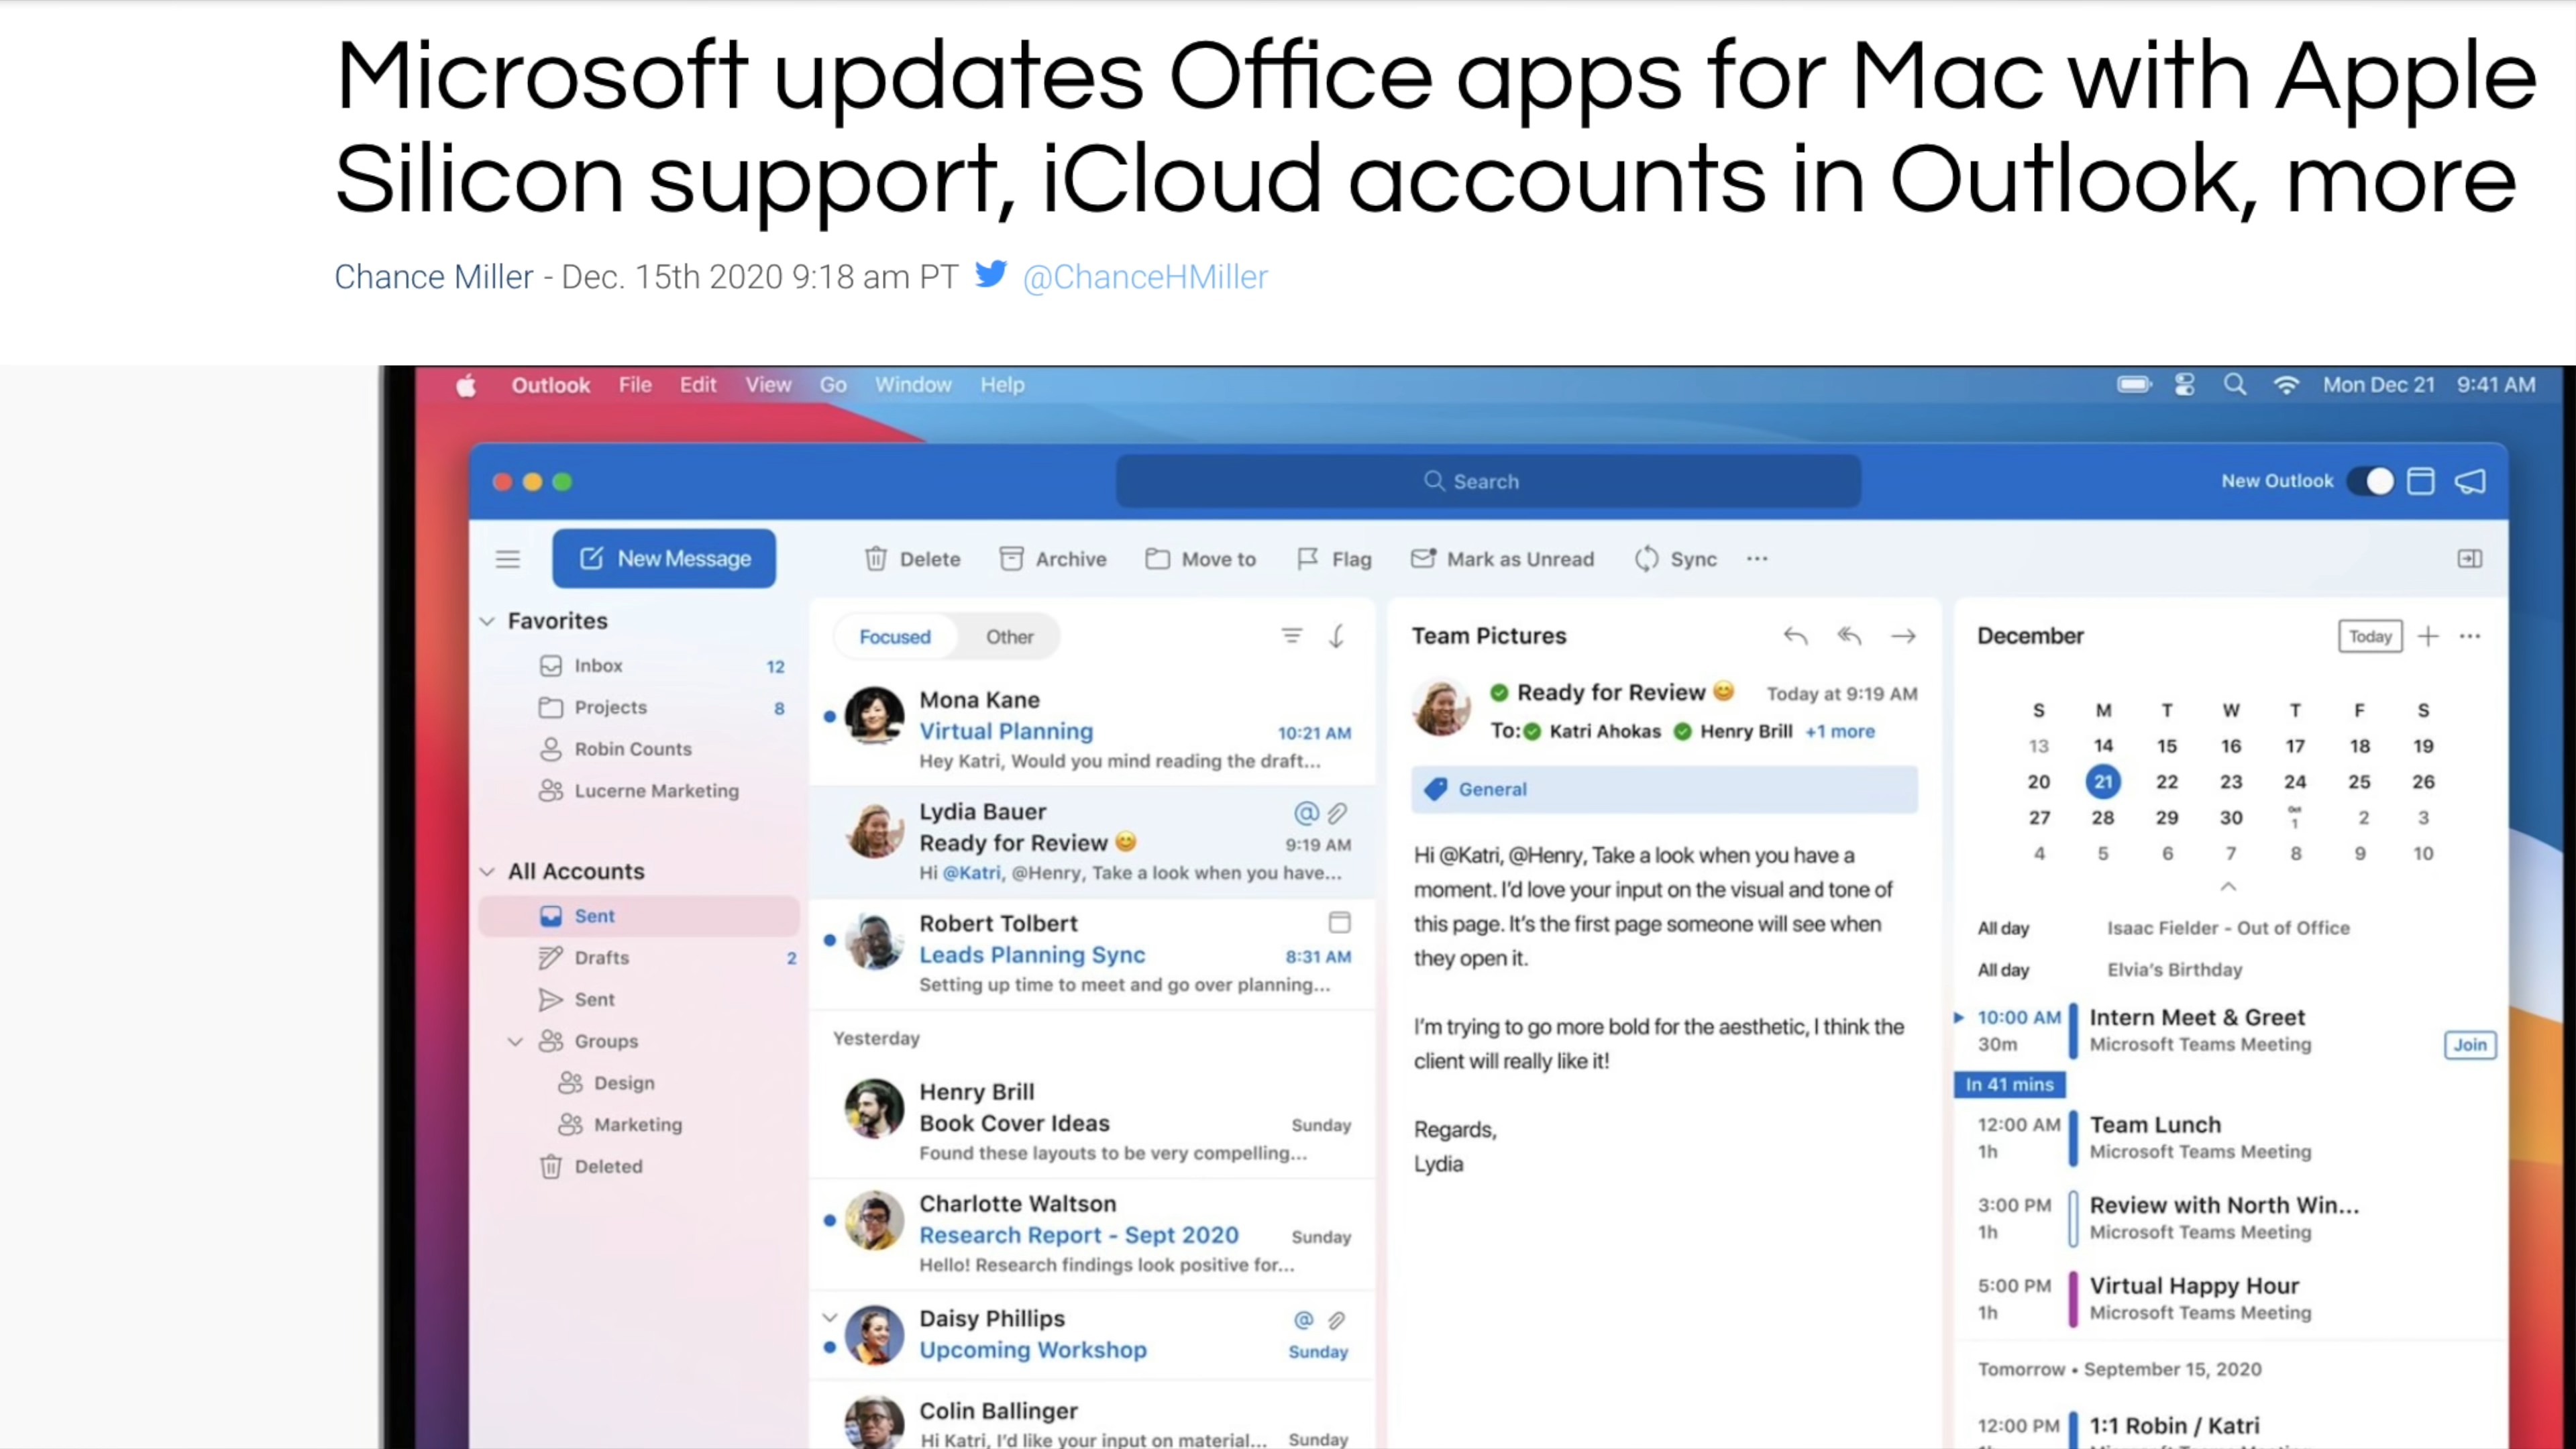 Microsoft updates Office apps for Mac with Apple
Silicon support, iCloud accounts in Outlook, more
Chance Miller - Dec. 15th 2020 9:18 am PT @ChanceHMiller
Outlook File Edit View Go Window Help
Mon Dec 21 9:41 AM
Search
New Outlook
New Message
Delete
Archive
Move to
Flag
Mark as Unread
Sync
Favorites
Inbox 12
Projects 8
Robin Counts
Lucerne Marketing
All Accounts
Sent
Drafts 2
Sent
Groups
Design
Marketing
Deleted
Focused Other
Mona Kane
Virtual Planning 10:21 AM
Hey Katri, Would you mind reading the draft...
Lydia Bauer
Ready for Review 😊 9:19 AM
Hi @Katri, @Henry, Take a look when you have...
Robert Tolbert
Leads Planning Sync 8:31 AM
Setting up time to meet and go over planning...
Yesterday
Henry Brill
Book Cover Ideas Sunday
Found these layouts to be very compelling...
Charlotte Waltson
Research Report - Sept 2020 Sunday
Hello! Research findings look positive for...
Daisy Phillips
Upcoming Workshop Sunday
Colin Ballinger
Hi Katri, I'd like your input on material... Sunday
Team Pictures
Ready for Review 😊 Today at 9:19 AM
To: Katri Ahokas Henry Brill +1 more
General
Hi @Katri, @Henry, Take a look when you have a
moment. I'd love your input on the visual and tone of
this page. It's the first page someone will see when
they open it.
I'm trying to go more bold for the aesthetic, I think the
client will really like it!
Regards,
Lydia
December
Today
S M T W T F S
13 14 15 16 17 18 19
20 21 22 23 24 25 26
27 28 29 30 Oct 1 2 3
4 5 6 7 8 9 10
All day Isaac Fielder - Out of Office
All day Elvia's Birthday
10:00 AM Intern Meet & Greet
30m Microsoft Teams Meeting
Join
In 41 mins
12:00 AM Team Lunch
1h Microsoft Teams Meeting
3:00 PM Review with North Win...
1h Microsoft Teams Meeting
5:00 PM Virtual Happy Hour
1h Microsoft Teams Meeting
Tomorrow • September 15, 2020
12:00 PM 1:1 Robin / Katri